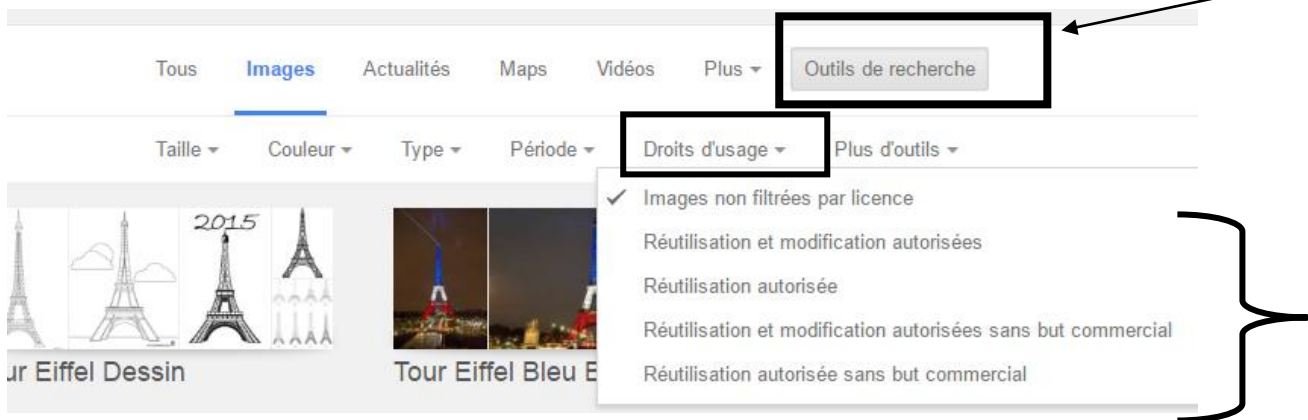 Tous Images Actualités Maps Vidéos Plus Outils de recherche
Taille Couleur Type Période Droits d'usage Plus d'outils
Images non filtrées par licence
Réutilisation et modification autorisées
Réutilisation autorisée
Réutilisation et modification autorisées sans but commercial
Réutilisation autorisée sans but commercial
2015
ur Eiffel Dessin
Tour Eiffel Bleu